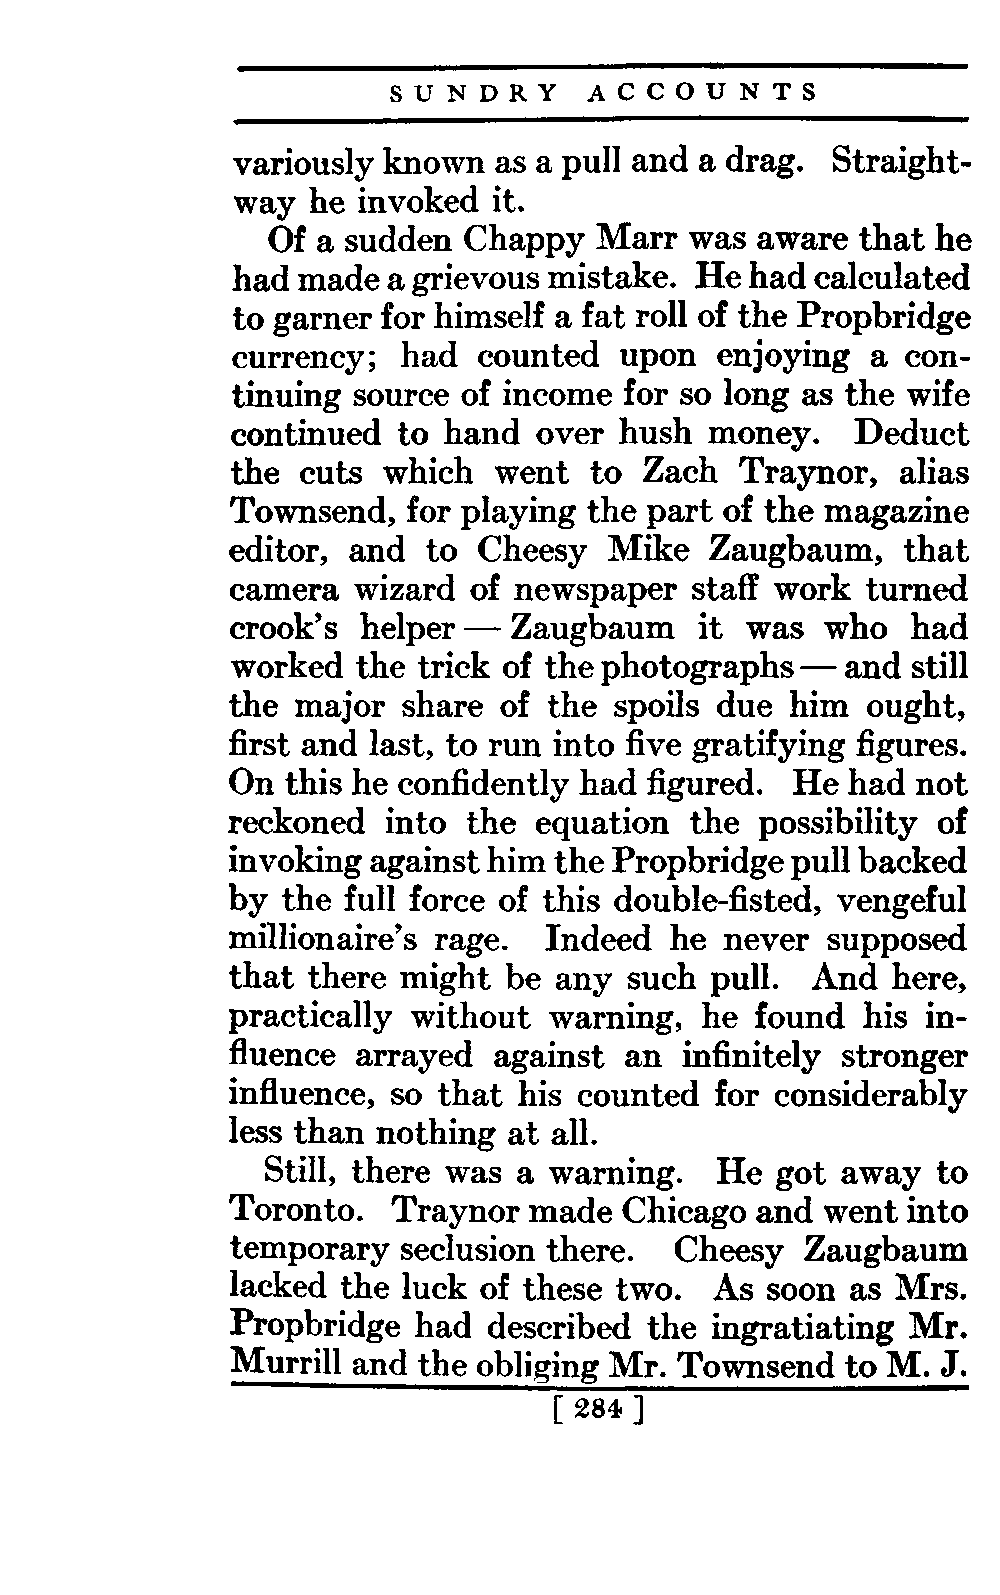 SUNDRY ACCOUNTS
variously known as a pull and a drag. Straight-
way he invoked it.
Of a sudden Chappy Marr was aware that he
had made a grievous mistake. He had calculated
to garner for himself a fat roll of the Propbridge
currency; had counted upon enjoying a con-
tinuing source of income for so long as the wife
continued to hand over hush money. Deduct
the cuts which went to Zach Traynor, alias
Townsend, for playing the part of the magazine
editor, and to Cheesy Mike Zaugbaum, that
camera wizard of newspaper staff work turned
crook's helper — Zaugbaum it was who had
worked the trick of the photographs — and still
the major share of the spoils due him ought,
first and last, to run into five gratifying figures.
On this he confidently had figured. He had not
reckoned into the equation the possibility of
invoking against him the Propbridge pull backed
by the full force of this double-fisted, vengeful
millionaire's rage. Indeed he never supposed
that there might be any such pull. And here,
practically without warning, he found his in-
fluence arrayed against an infinitely stronger
influence, so that his counted for considerably
less than nothing at all.
Still, there was a warning. He got away to
Toronto. Traynor made Chicago and went into
temporary seclusion there. Cheesy Zaugbaum
lacked the luck of these two. As soon as Mrs.
Propbridge had described the ingratiating Mr.
Murrill and the obliging Mr. Townsend to M. J.
[ 284 ]